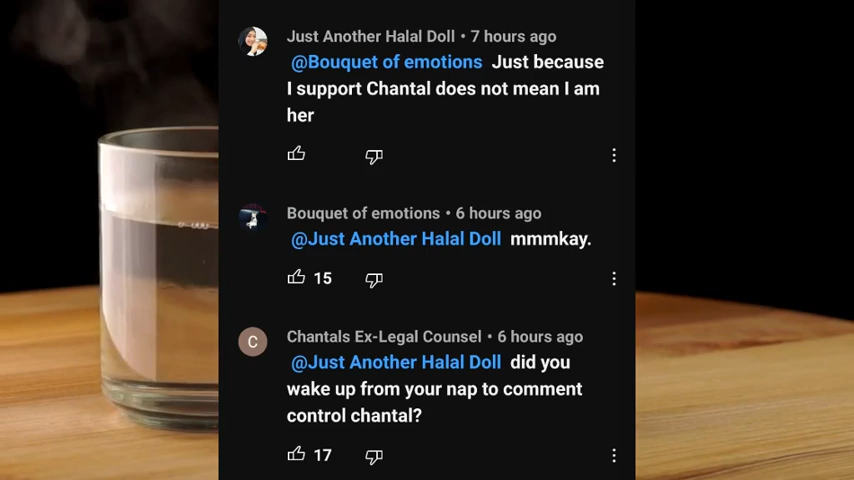 Just Another Halal Doll • 7 hours ago
@Bouquet of emotions Just because
I support Chantal does not mean I am
her
Bouquet of emotions • 6 hours ago
@Just Another Halal Doll mmmkay.
15
C
Chantals Ex-Legal Counsel • 6 hours ago
@Just Another Halal Doll did you
wake up from your nap to comment
control chantal?
17